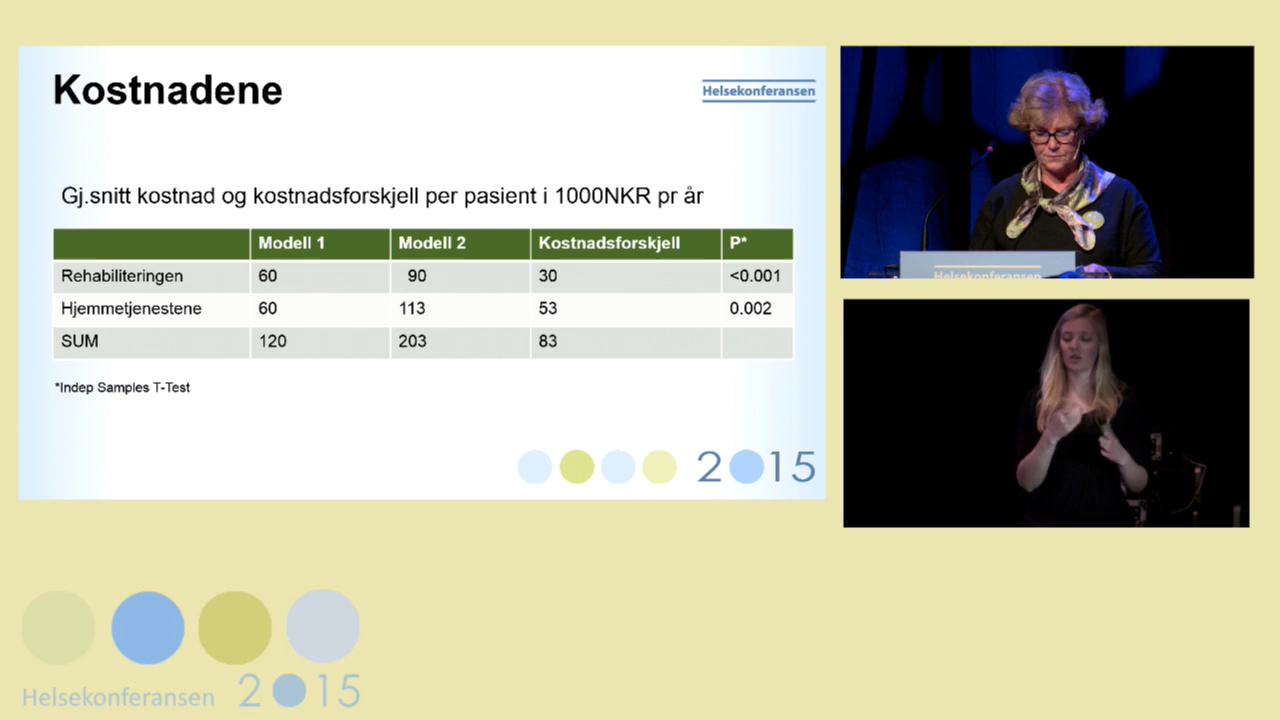 Kostnadene
Helsekonferansen
Gj.snitt kostnad og kostnadsforskjell per pasient i 1000NKR pr år
Modell 1 Modell 2 Kostnadsforskjell P*
Rehabiliteringen 60 90 30 <0.001
Hjemmetjenestene 60 113 53 0.002
SUM 120 203 83
*Indep Samples T-Test
2015
Helsekonferansen
Helsekonferansen 2015